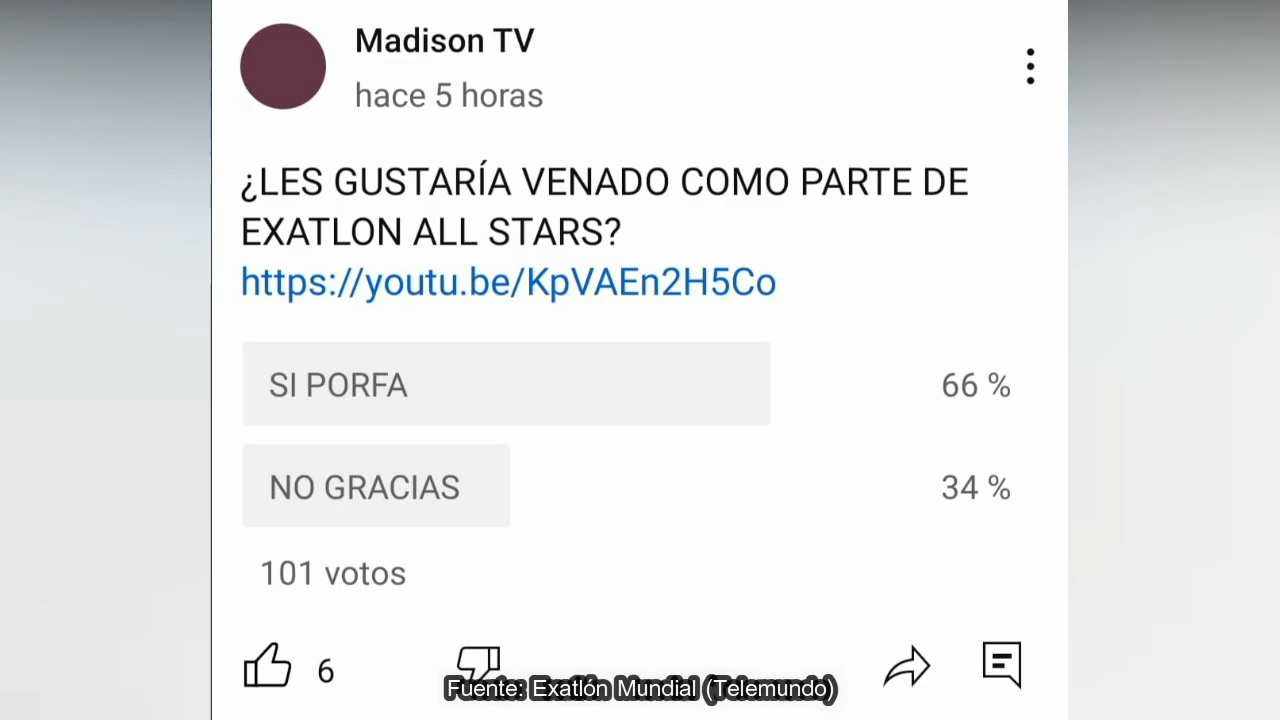 Madison TV
hace 5 horas
¿LES GUSTARÍA VENADO COMO PARTE DE
EXATLON ALL STARS?
https://youtu.be/KpVAEn2H5Co
SI PORFA 66 %
NO GRACIAS 34 %
101 votos
6
Fuente: Exatlón Mundial (Telemundo)